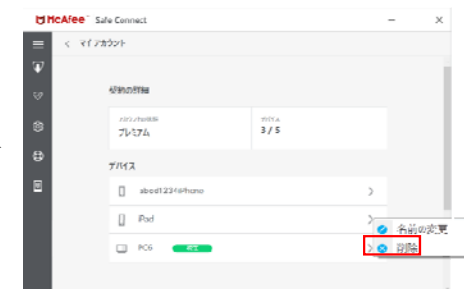 McAfee Safe Connect
マイアカウント
契約の詳細
プレミアム
3 / 5
デバイス
abcd1234iPhone
iPad
PC6
名前の変更
削除